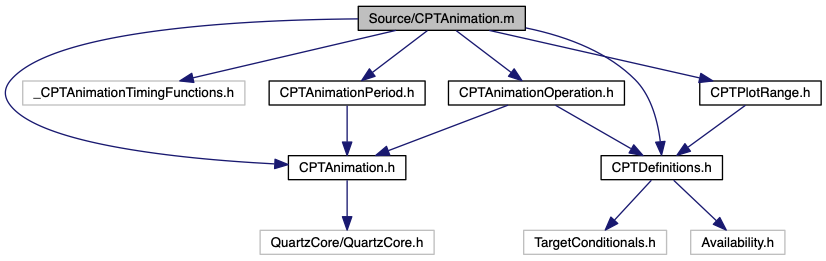 Source/CPTAnimation.m
_CPTAnimationTimingFunctions.h
CPTAnimationPeriod.h
CPTAnimationOperation.h
CPTPlotRange.h
CPTAnimation.h
CPTDefinitions.h
QuartzCore/QuartzCore.h
TargetConditionals.h
Availability.h